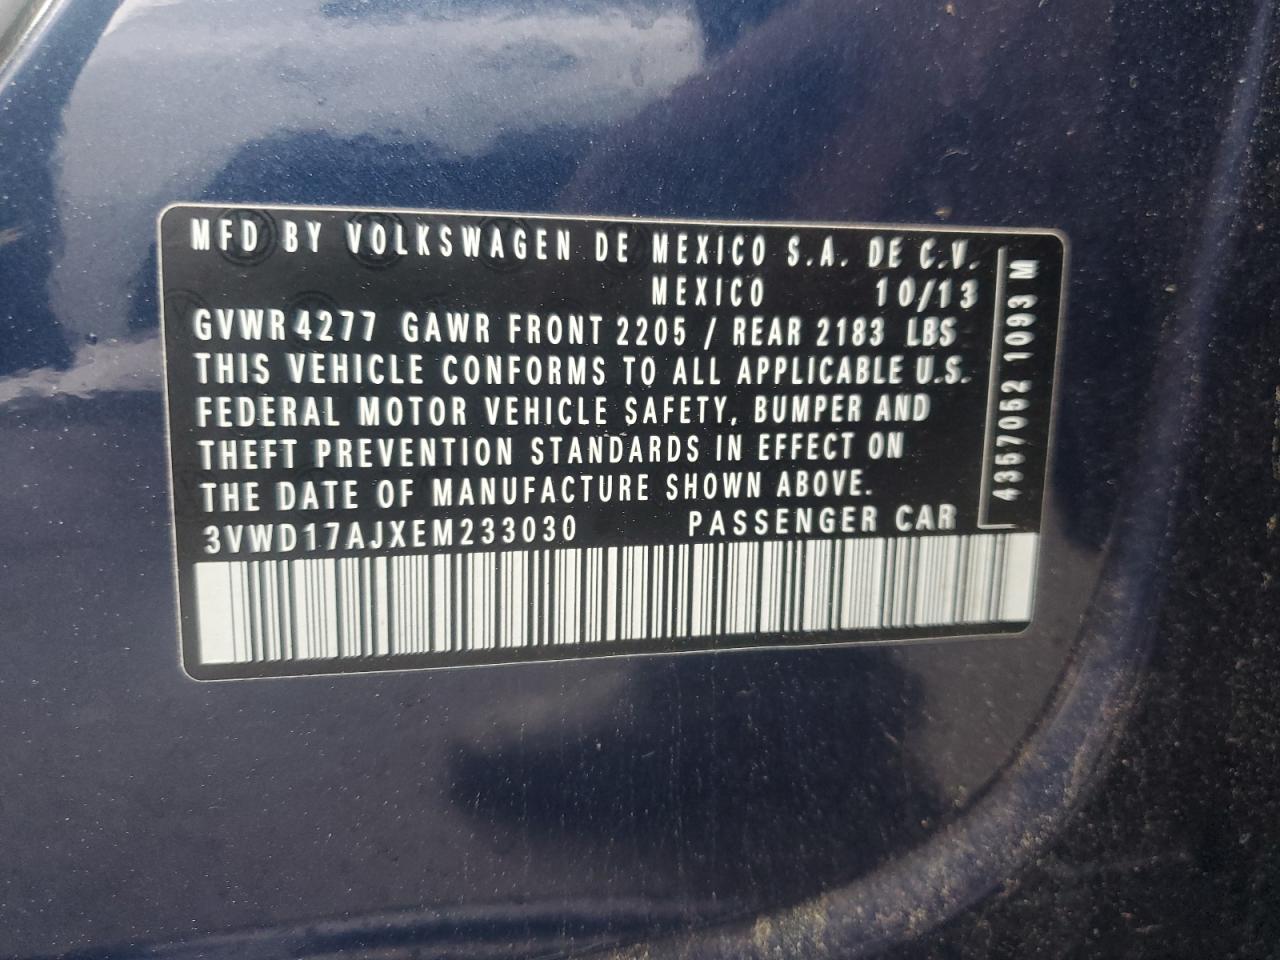 MFD BY VOLKSWAGEN DE MEXICO S.A. DE C.V.
MEXICO 10/13
GVWR 4277 GAWR FRONT 2205 / REAR 2183 LBS
THIS VEHICLE CONFORMS TO ALL APPLICABLE U.S.
FEDERAL MOTOR VEHICLE SAFETY, BUMPER AND
THEFT PREVENTION STANDARDS IN EFFECT ON
THE DATE OF MANUFACTURE SHOWN ABOVE.
3VWD17AJXEM233030 PASSENGER CAR
4357052 1093 M